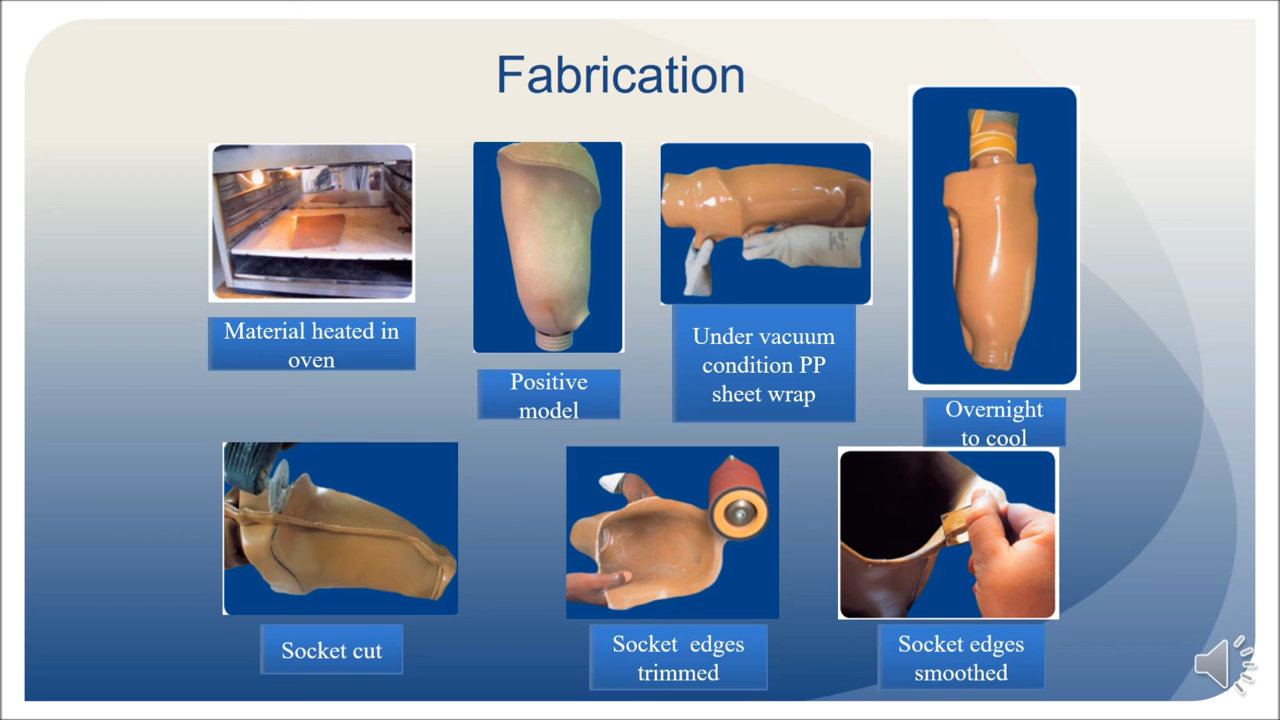 Fabrication
Material heated in
oven
Positive
model
Under vacuum
condition PP
sheet wrap
Overnight
to cool
Socket cut
Socket edges
trimmed
Socket edges
smoothed